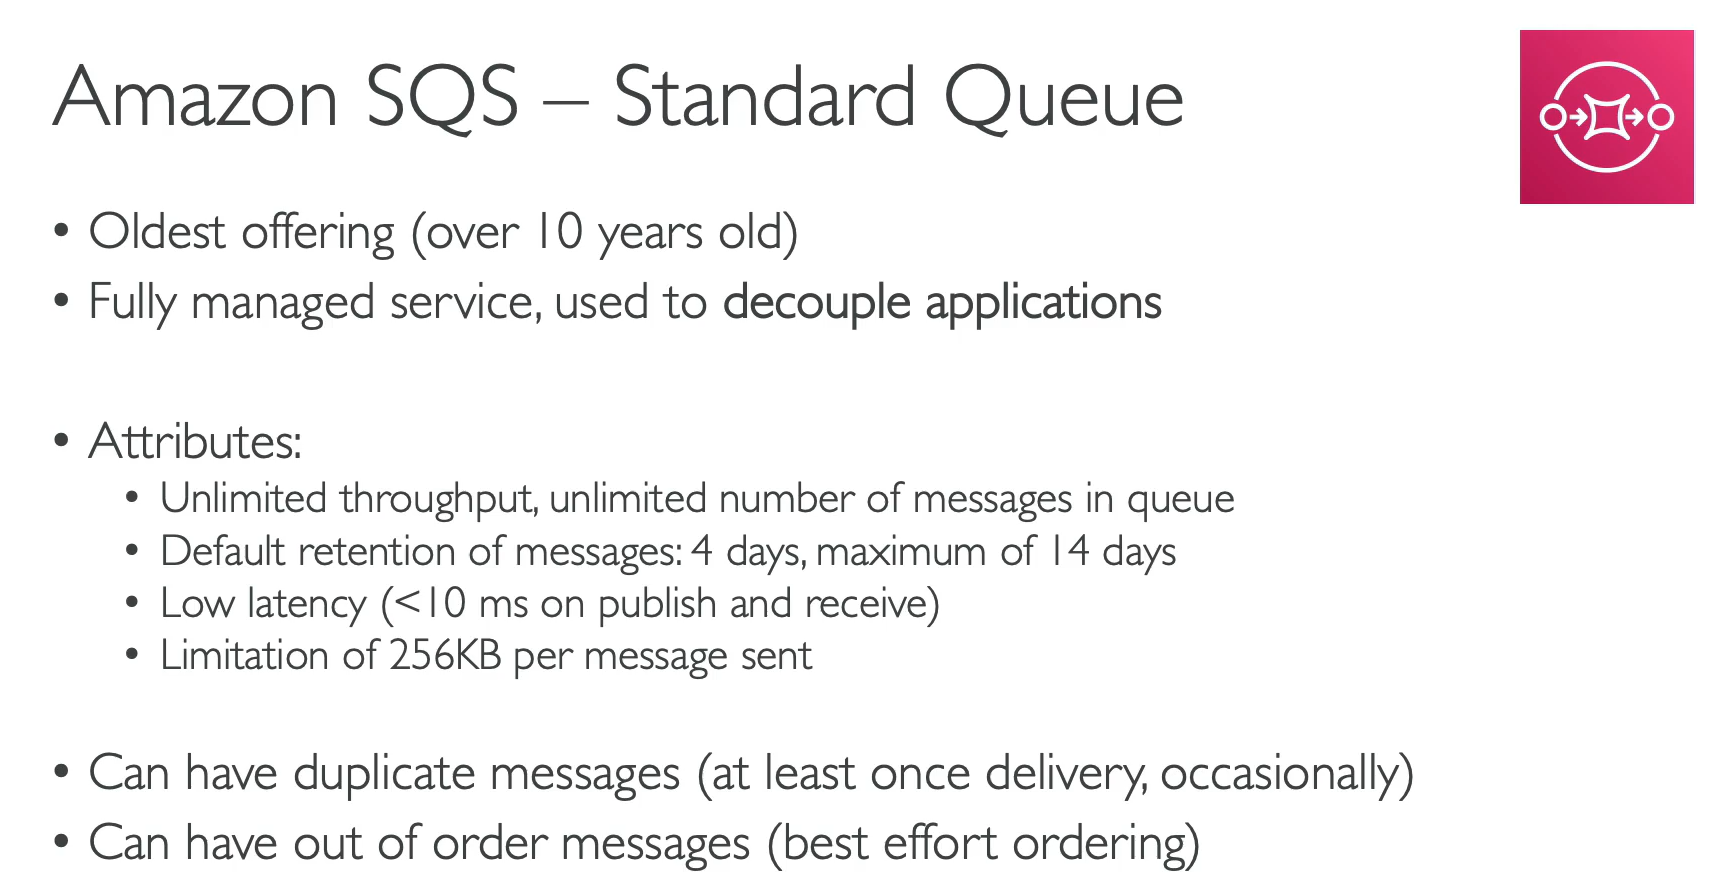 Amazon SQS – Standard Queue
• Oldest offering (over 10 years old)
• Fully managed service, used to decouple applications
• Attributes:
• Unlimited throughput, unlimited number of messages in queue
• Default retention of messages: 4 days, maximum of 14 days
• Low latency (<10 ms on publish and receive)
• Limitation of 256KB per message sent
• Can have duplicate messages (at least once delivery, occasionally)
• Can have out of order messages (best effort ordering)